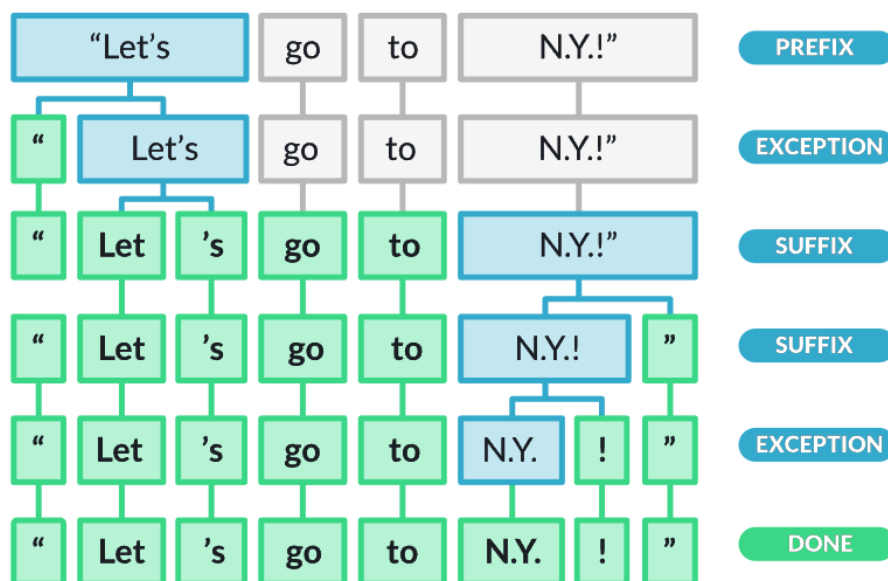 “Let’s go to N.Y.!” PREFIX
“ Let’s go to N.Y.!” EXCEPTION
“ Let ’s go to N.Y.!” SUFFIX
“ Let ’s go to N.Y.! ” SUFFIX
“ Let ’s go to N.Y. ! ” EXCEPTION
“ Let ’s go to N.Y. ! ” DONE